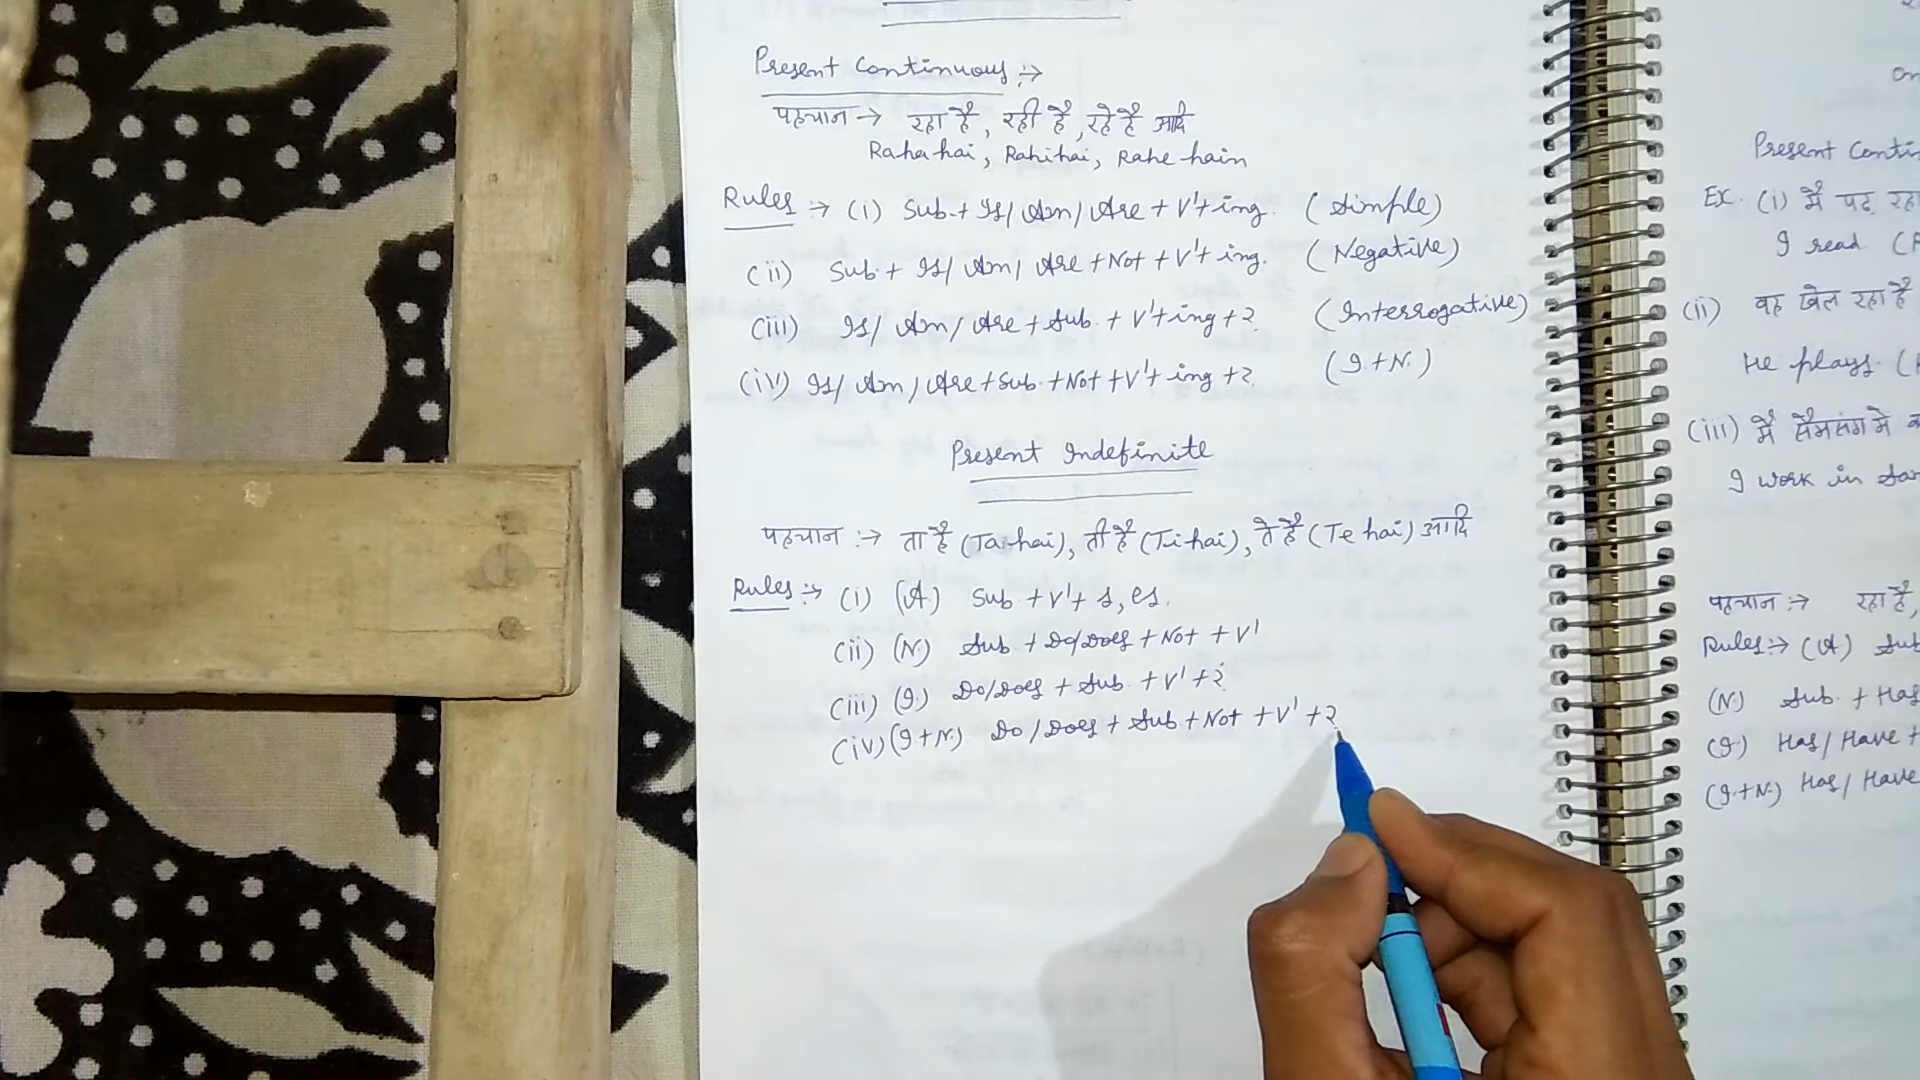 Present Continuous :→
पहचान → रहा है, रही है, रहे है आदि
Raha hai, Rahi hai, Rahe hain
Rules :→ (i) Sub.+ Is/Am/Are + V¹+ing. (Simple)
(ii) Sub.+ Is/Am/Are +Not + V¹+ing. (Negative)
(iii) Is/Am/Are + Sub. + V¹+ing +? (Interrogative)
(iv) Is/Am/Are+Sub.+Not+V¹+ing+? (I.+N.)
Present Indefinite
पहचान :→ ता है (Ta hai), ती है (Ti hai), ते है (Te hai) आदि
Rules :→ (i) (A) Sub + V¹+ s, es.
(ii) (N.) Sub. + Do/Does + Not + V¹
(iii) (I.) Do/Does + Sub. + V¹+?
(iv) (I+N.) Do/Does + Sub + Not + V¹ +?
Present
Ex. (i) मैं पढ़
I read. (
(ii) वह खेल रहा है
He plays. (
(iii) मैं सैमसंग मे
I work in
पहचान :→ रहा है,
Rules :→ (A) Sub
(N.) Sub. + Has
(I.) Has/Have +
(I.+N.) Has/Have